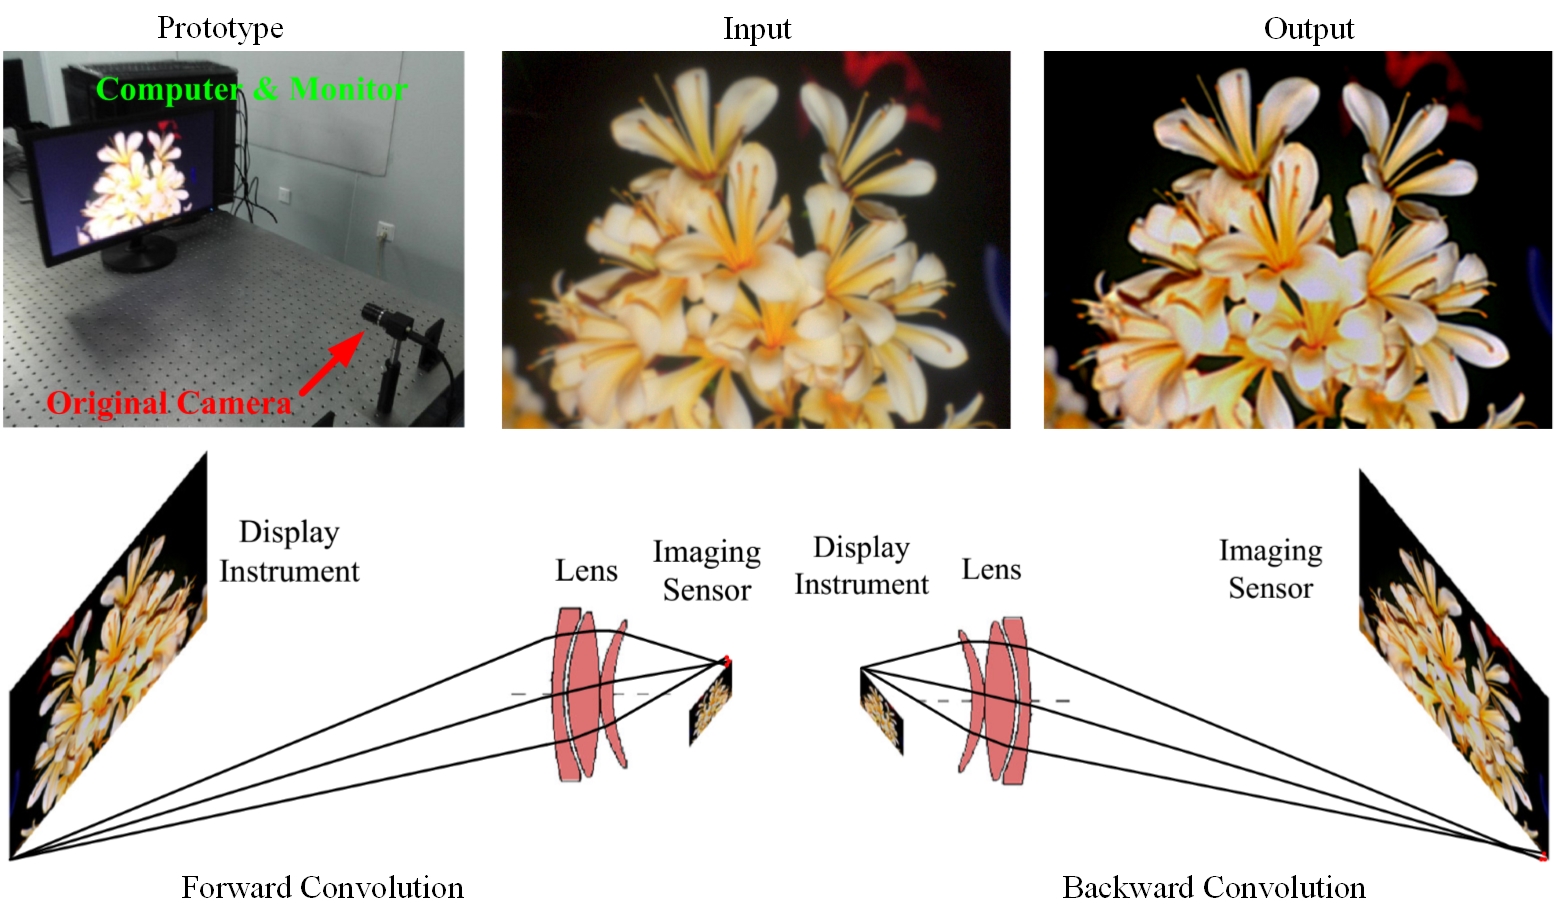 Prototype
Input
Output
Computer & Monitor
Original Camera
Display
Instrument
Lens
Imaging
Sensor
Display
Instrument
Lens
Imaging
Sensor
Forward Convolution
Backward Convolution